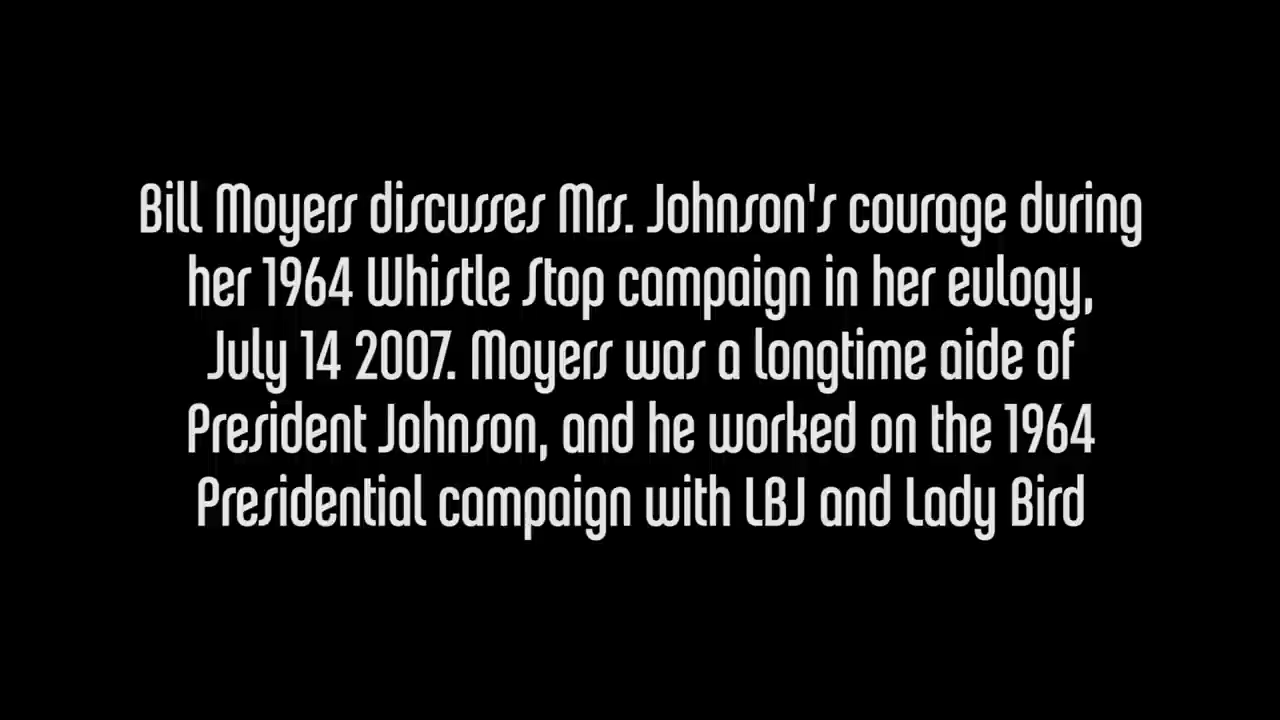 Bill Moyers discusses Mrs. Johnson's courage during
her 1964 Whistle Stop campaign in her eulogy,
July 14 2007. Moyers was a longtime aide of
President Johnson, and he worked on the 1964
Presidential campaign with LBJ and Lady Bird